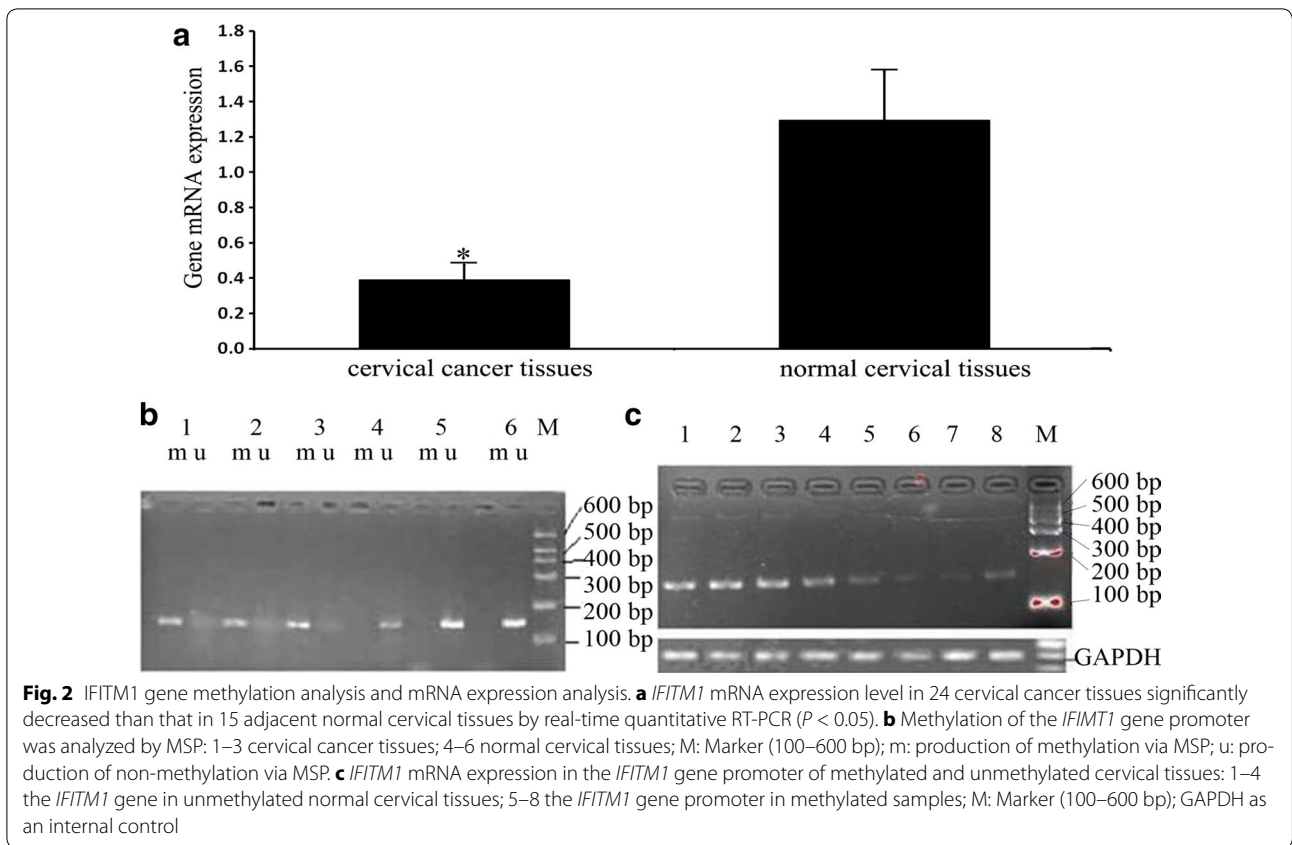 a
1.8
1.6
1.4
1.2
1.0
0.8
0.6
0.4
0.2
0.0
Gene mRNA expression
*
cervical cancer tissues
normal cervical tissues
b
1 2 3 4 5 6 M
m u m u m u m u m u m u
600 bp
500 bp
400 bp
300 bp
200 bp
100 bp
c
1 2 3 4 5 6 7 8 M
600 bp
500 bp
400 bp
300 bp
200 bp
100 bp
GAPDH
Fig. 2 IFITM1 gene methylation analysis and mRNA expression analysis. a IFITM1 mRNA expression level in 24 cervical cancer tissues significantly
decreased than that in 15 adjacent normal cervical tissues by real-time quantitative RT-PCR (P < 0.05). b Methylation of the IFIMT1 gene promoter
was analyzed by MSP: 1–3 cervical cancer tissues; 4–6 normal cervical tissues; M: Marker (100–600 bp); m: production of methylation via MSP; u: pro-
duction of non-methylation via MSP. c IFITM1 mRNA expression in the IFITM1 gene promoter of methylated and unmethylated cervical tissues: 1–4
the IFITM1 gene in unmethylated normal cervical tissues; 5–8 the IFITM1 gene promoter in methylated samples; M: Marker (100–600 bp); GAPDH as
an internal control